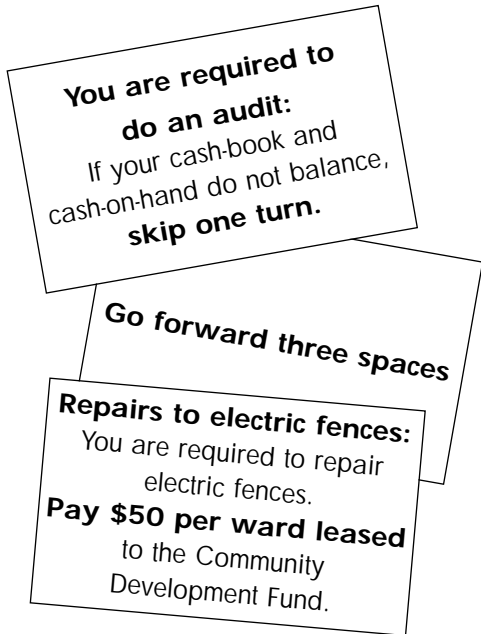 You are required to
do an audit:
If your cash-book and
cash-on-hand do not balance,
skip one turn.
Go forward three spaces
Repairs to electric fences:
You are required to repair
electric fences.
Pay $50 per ward leased
to the Community
Development Fund.